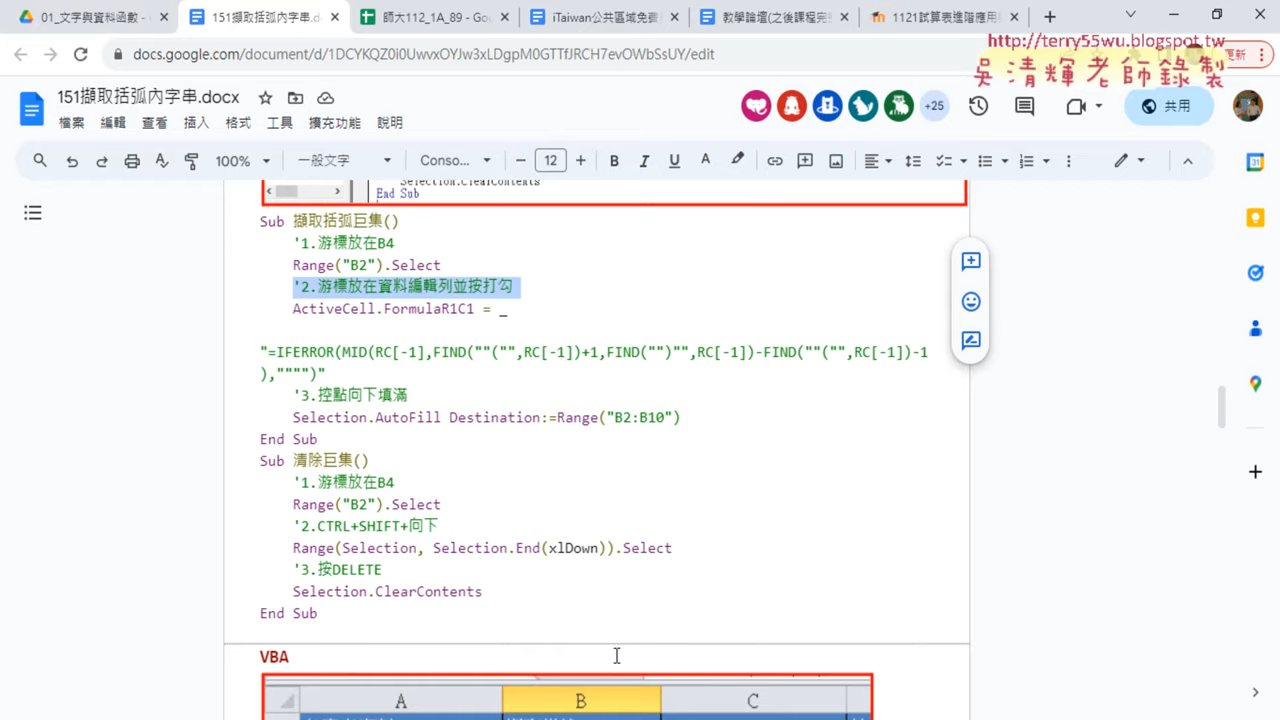 01_文字與資料函數 - G
151擷取括弧內字串.d
師大112_1A_89 - Goo
iTaiwan公共區域免費
教學論壇(之後課程完
1121試算表進階應用
docs.google.com/document/d/1DCYKQZ0i0UwvxOYJw3xLDgpM0GTTfJRCH7evOWbSsUY/edit
更新
http://terry55wu.blogspot.tw
吳清輝老師錄製
151擷取括弧內字串.docx
檔案 編輯 查看 插入 格式 工具 擴充功能 說明
+25
共用
100% 一般文字 Conso... 12
Selection.ClearContents
End Sub
Sub 擷取括弧巨集()
'1.游標放在B4
Range("B2").Select
'2.游標放在資料編輯列並按打勾
ActiveCell.FormulaR1C1 = _
"=IFERROR(MID(RC[-1],FIND(""("",RC[-1])+1,FIND("")"",RC[-1])-FIND(""("",RC[-1])-1
),"""")"
'3.控點向下填滿
Selection.AutoFill Destination:=Range("B2:B10")
End Sub
Sub 清除巨集()
'1.游標放在B4
Range("B2").Select
'2.CTRL+SHIFT+向下
Range(Selection, Selection.End(xlDown)).Select
'3.按DELETE
Selection.ClearContents
End Sub
VBA
A B C